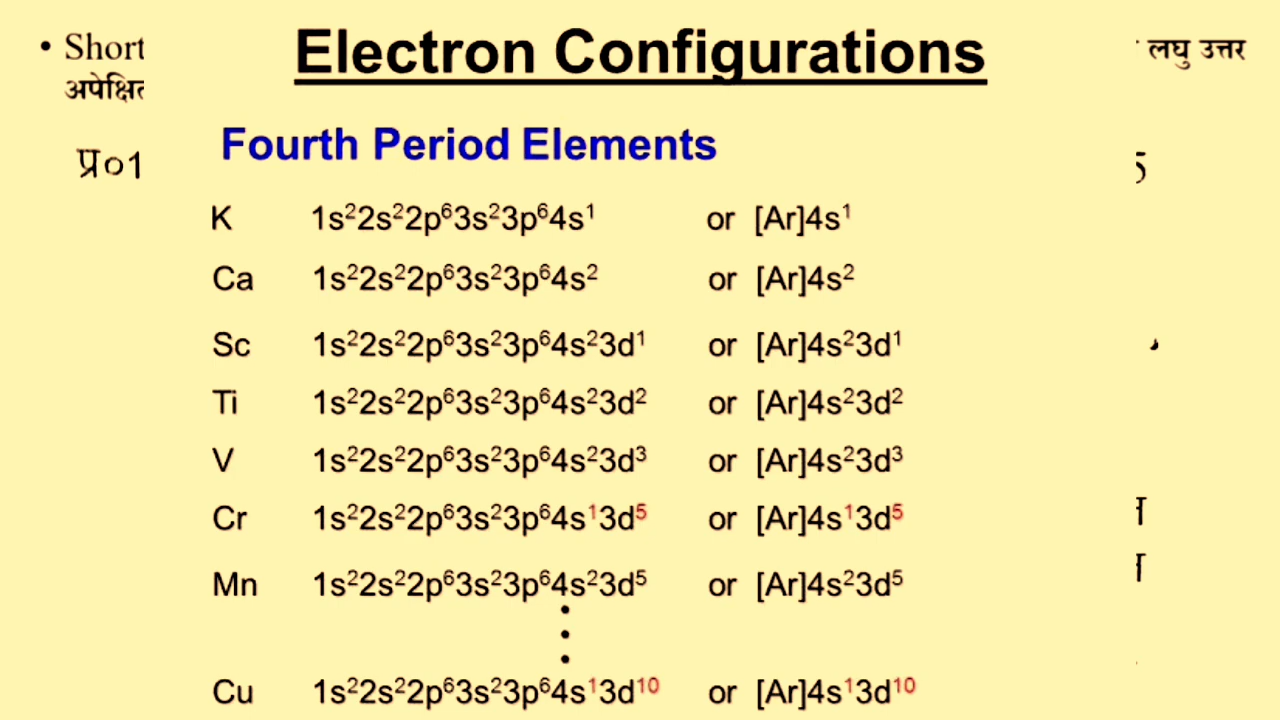 Electron Configurations
• Short
लघु उत्तर
Fourth Period Elements
प्र०1
5
K 1s²2s²2p⁶3s²3p⁶4s¹ or [Ar]4s¹
Ca 1s²2s²2p⁶3s²3p⁶4s² or [Ar]4s²
Sc 1s²2s²2p⁶3s²3p⁶4s²3d¹ or [Ar]4s²3d¹
Ti 1s²2s²2p⁶3s²3p⁶4s²3d² or [Ar]4s²3d²
V 1s²2s²2p⁶3s²3p⁶4s²3d³ or [Ar]4s²3d³
Cr 1s²2s²2p⁶3s²3p⁶4s¹3d⁵ or [Ar]4s¹3d⁵
Mn 1s²2s²2p⁶3s²3p⁶4s²3d⁵ or [Ar]4s²3d⁵
Cu 1s²2s²2p⁶3s²3p⁶4s¹3d¹⁰ or [Ar]4s¹3d¹⁰